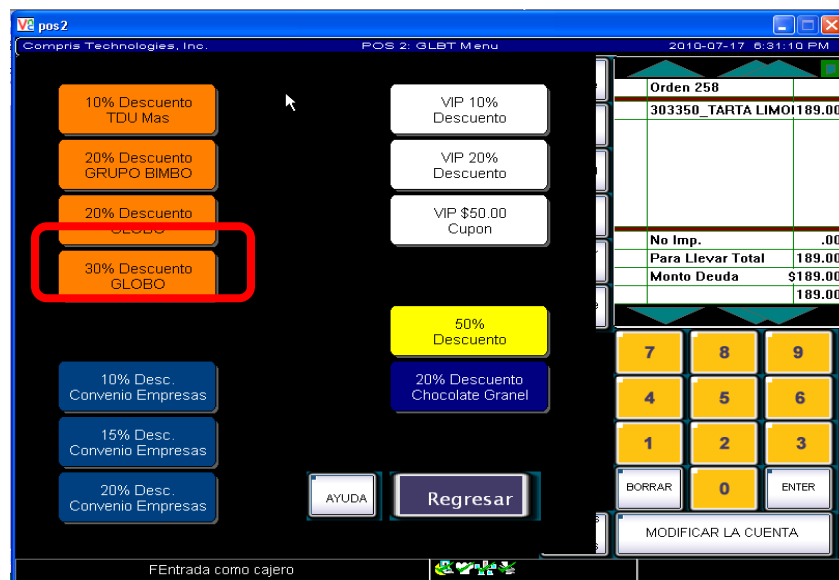 pos2
Compris Technologies, Inc. POS 2: GLBT Menu 2010-07-17 6:31:10 PM
10% Descuento
TDU Mas
20% Descuento
GRUPO BIMBO
20% Descuento
GLOBO
30% Descuento
GLOBO
10% Desc.
Convenio Empresas
15% Desc.
Convenio Empresas
20% Desc.
Convenio Empresas
VIP 10%
Descuento
VIP 20%
Descuento
VIP $50.00
Cupon
50%
Descuento
20% Descuento
Chocolate Granel
AYUDA
Regresar
Orden 258
303350_TARTA LIMO 189.00
No Imp. .00
Para Llevar Total 189.00
Monto Deuda $189.00
189.00
7 8 9
4 5 6
1 2 3
BORRAR 0 ENTER
MODIFICAR LA CUENTA
FEntrada como cajero